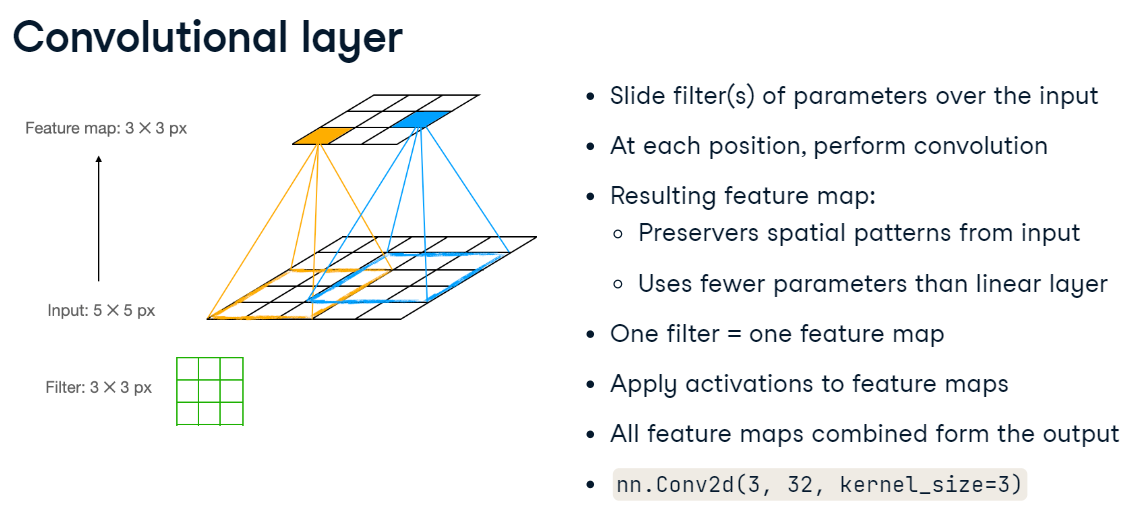 Convolutional layer
Feature map: 3 × 3 px
Input: 5 × 5 px
Filter: 3 × 3 px
• Slide filter(s) of parameters over the input
• At each position, perform convolution
• Resulting feature map:
∘ Preservers spatial patterns from input
∘ Uses fewer parameters than linear layer
• One filter = one feature map
• Apply activations to feature maps
• All feature maps combined form the output
• nn.Conv2d(3, 32, kernel_size=3)